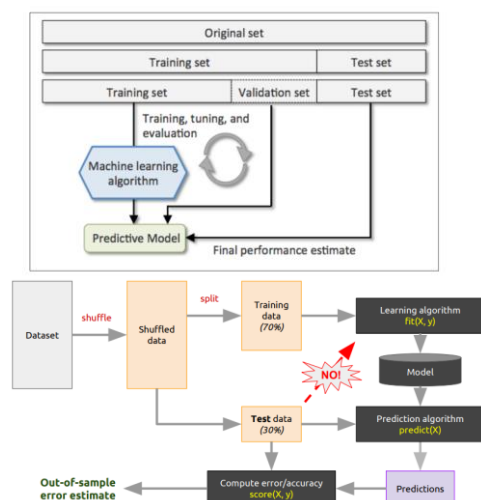 Original set
Training set
Test set
Training set
Validation set
Test set
Training, tuning, and
evaluation
Machine learning
algorithm
Predictive Model
Final performance estimate
Dataset
shuffle
Shuffled
data
split
Training
data
(70%)
Learning algorithm
fit(X, y)
NO!
Model
Test data
(30%)
Prediction algorithm
predict(X)
Out-of-sample
error estimate
Compute error/accuracy
score(X, y)
Predictions